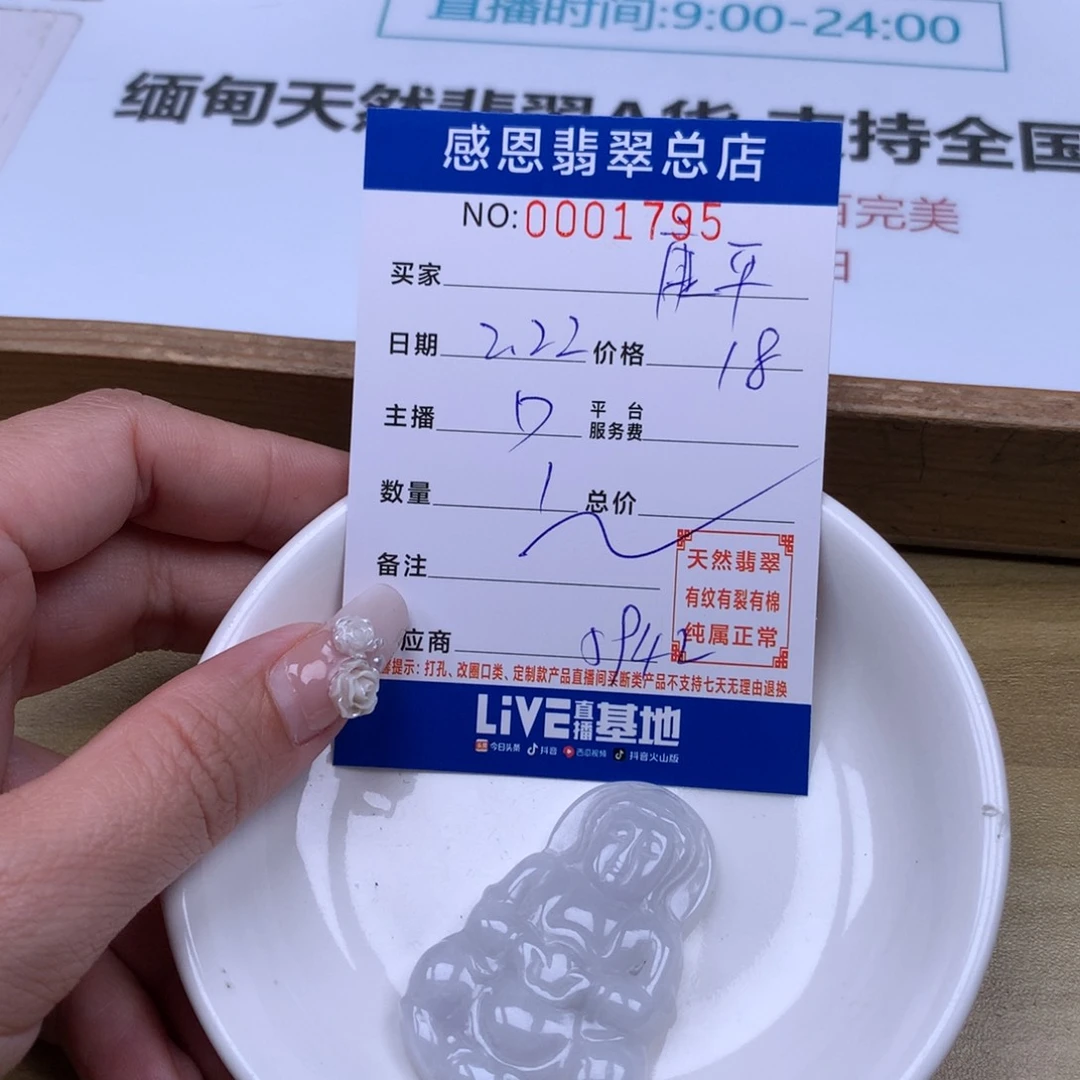 直播时间:9:00-24:00
缅甸天然翡翠A货 支持全国
百完美
感恩翡翠总店
NO:0001795
买家 康平
日期 2.22 价格 18
主播 平台服务费
数量 1 总价
备注
应商
天然翡翠
有纹有裂有棉
纯属正常
提示：打孔、改圈口类、定制款产品直播间买断类产品不支持七天无理由退换
LiVE直播基地
今日头条 抖音 西瓜视频 抖音火山版